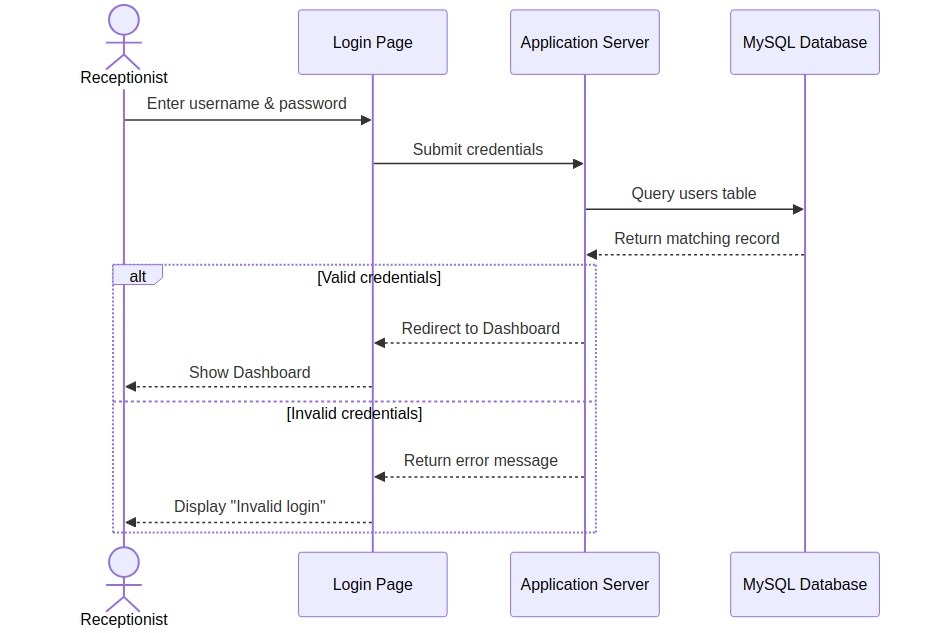 Login Page
Application Server
MySQL Database
Receptionist
Enter username & password
Submit credentials
Query users table
Return matching record
alt
[Valid credentials]
Redirect to Dashboard
Show Dashboard
[Invalid credentials]
Return error message
Display "Invalid login"
Login Page
Application Server
MySQL Database
Receptionist